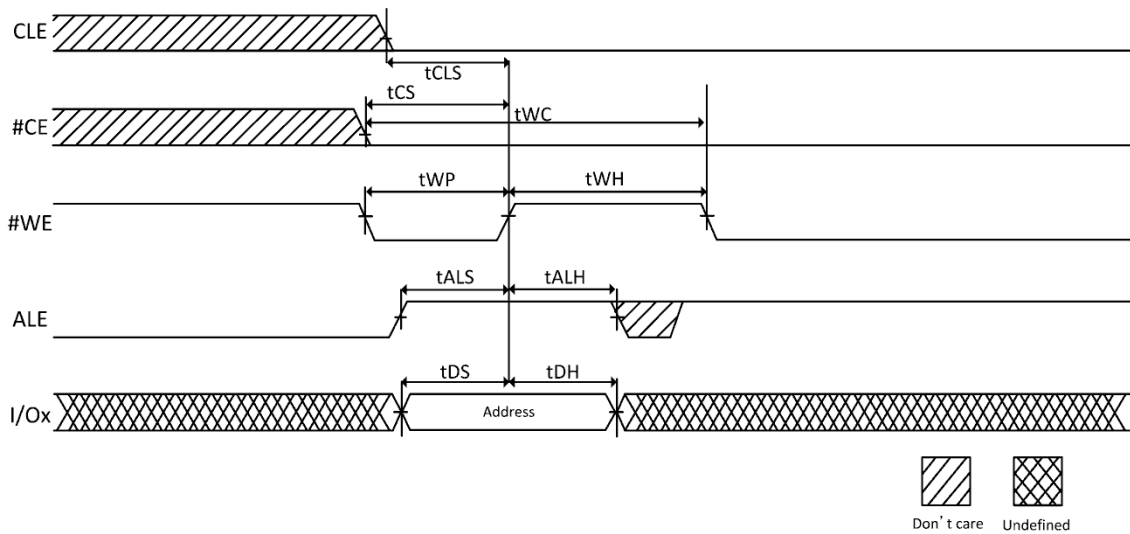 CLE
tCLS
tCS
#CE
tWC
tWP
tWH
#WE
tALS
tALH
ALE
tDS
tDH
I/Ox
Address
Don't care
Undefined